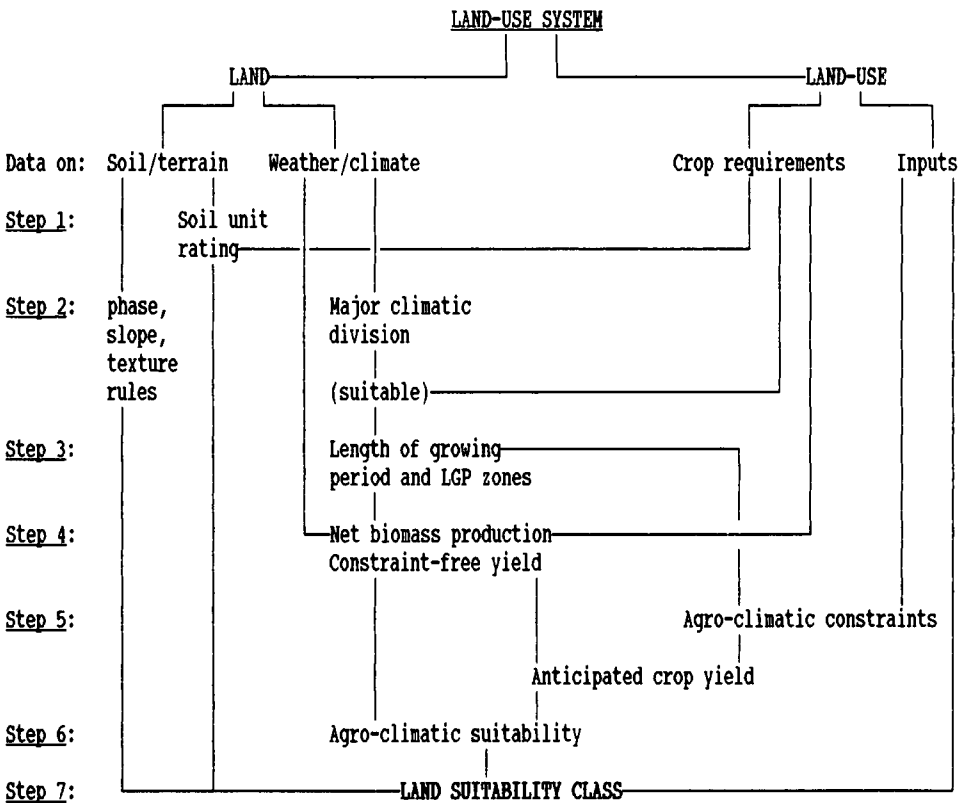 LAND-USE SYSTEM
LAND LAND-USE
Data on: Soil/terrain Weather/climate Crop requirements Inputs
Step 1: Soil unit
rating
Step 2: phase, Major climatic
slope, division
texture
rules (suitable)
Step 3: Length of growing
period and LGP zones
Step 4: Net biomass production
Constraint-free yield
Step 5: Agro-climatic constraints
Anticipated crop yield
Step 6: Agro-climatic suitability
Step 7: LAND SUITABILITY CLASS